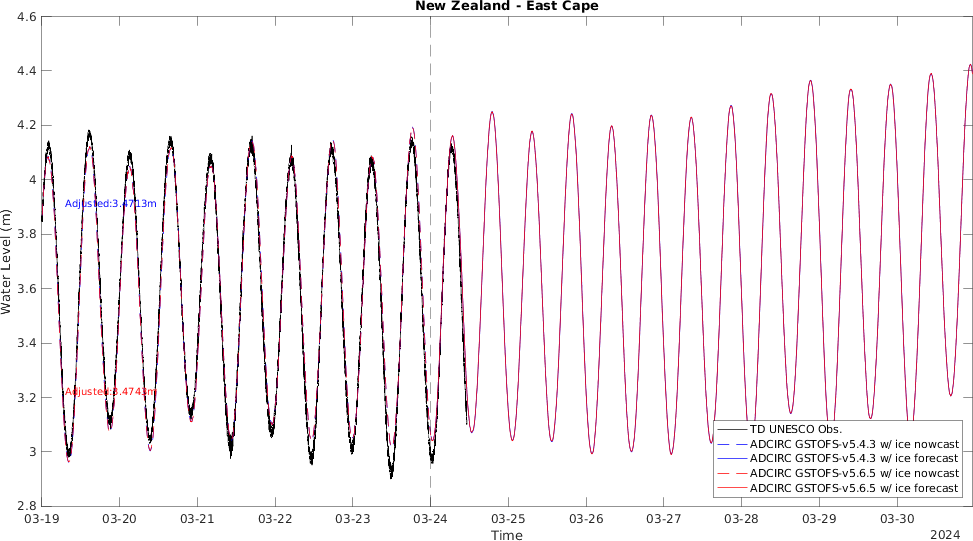 New Zealand - East Cape
4.6
4.4
4.2
4
3.8
3.6
3.4
3.2
3
2.8
Water Level (m)
Adjusted:3.4713m
Adjusted:3.4743m
TD UNESCO Obs.
ADCIRC GSTOFS-v5.4.3 w/ ice nowcast
ADCIRC GSTOFS-v5.4.3 w/ ice forecast
ADCIRC GSTOFS-v5.6.5 w/ ice nowcast
ADCIRC GSTOFS-v5.6.5 w/ ice forecast
03-19 03-20 03-21 03-22 03-23 03-24 03-25 03-26 03-27 03-28 03-29 03-30
Time
2024